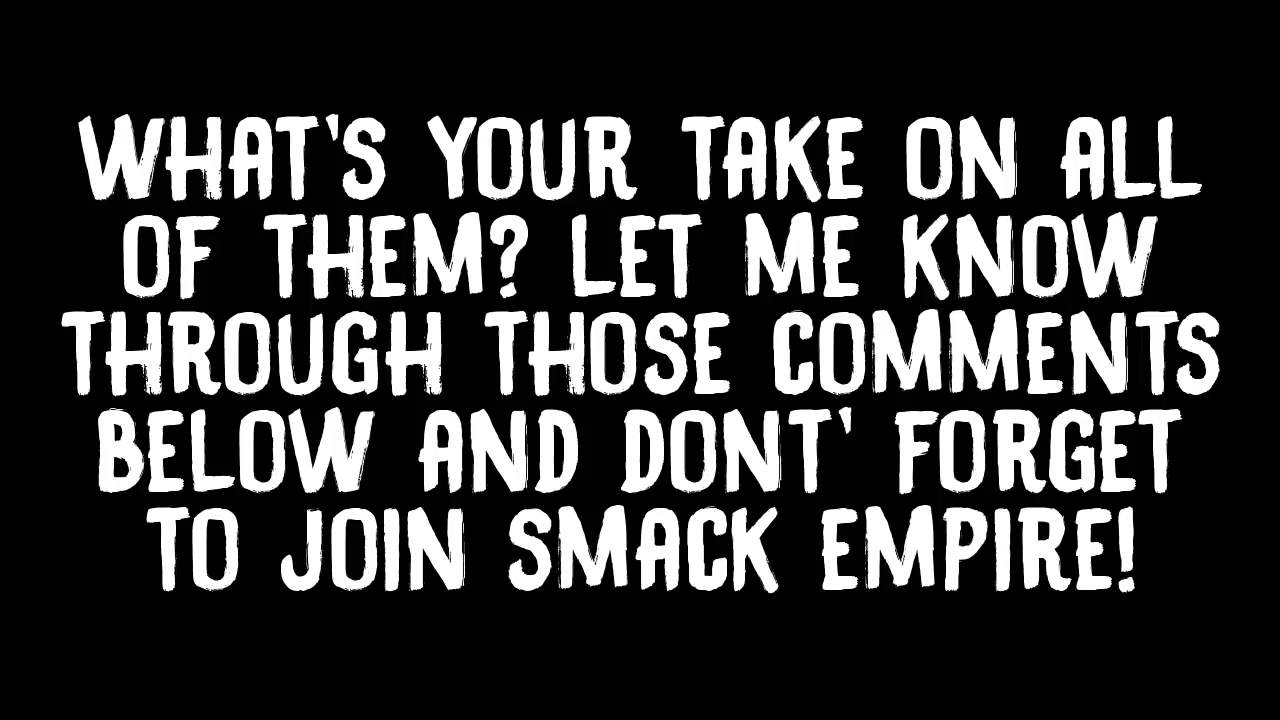 WHAT'S YOUR TAKE ON ALL
OF THEM? LET ME KNOW
THROUGH THOSE COMMENTS
BELOW AND DONT' FORGET
TO JOIN SMACK EMPIRE!